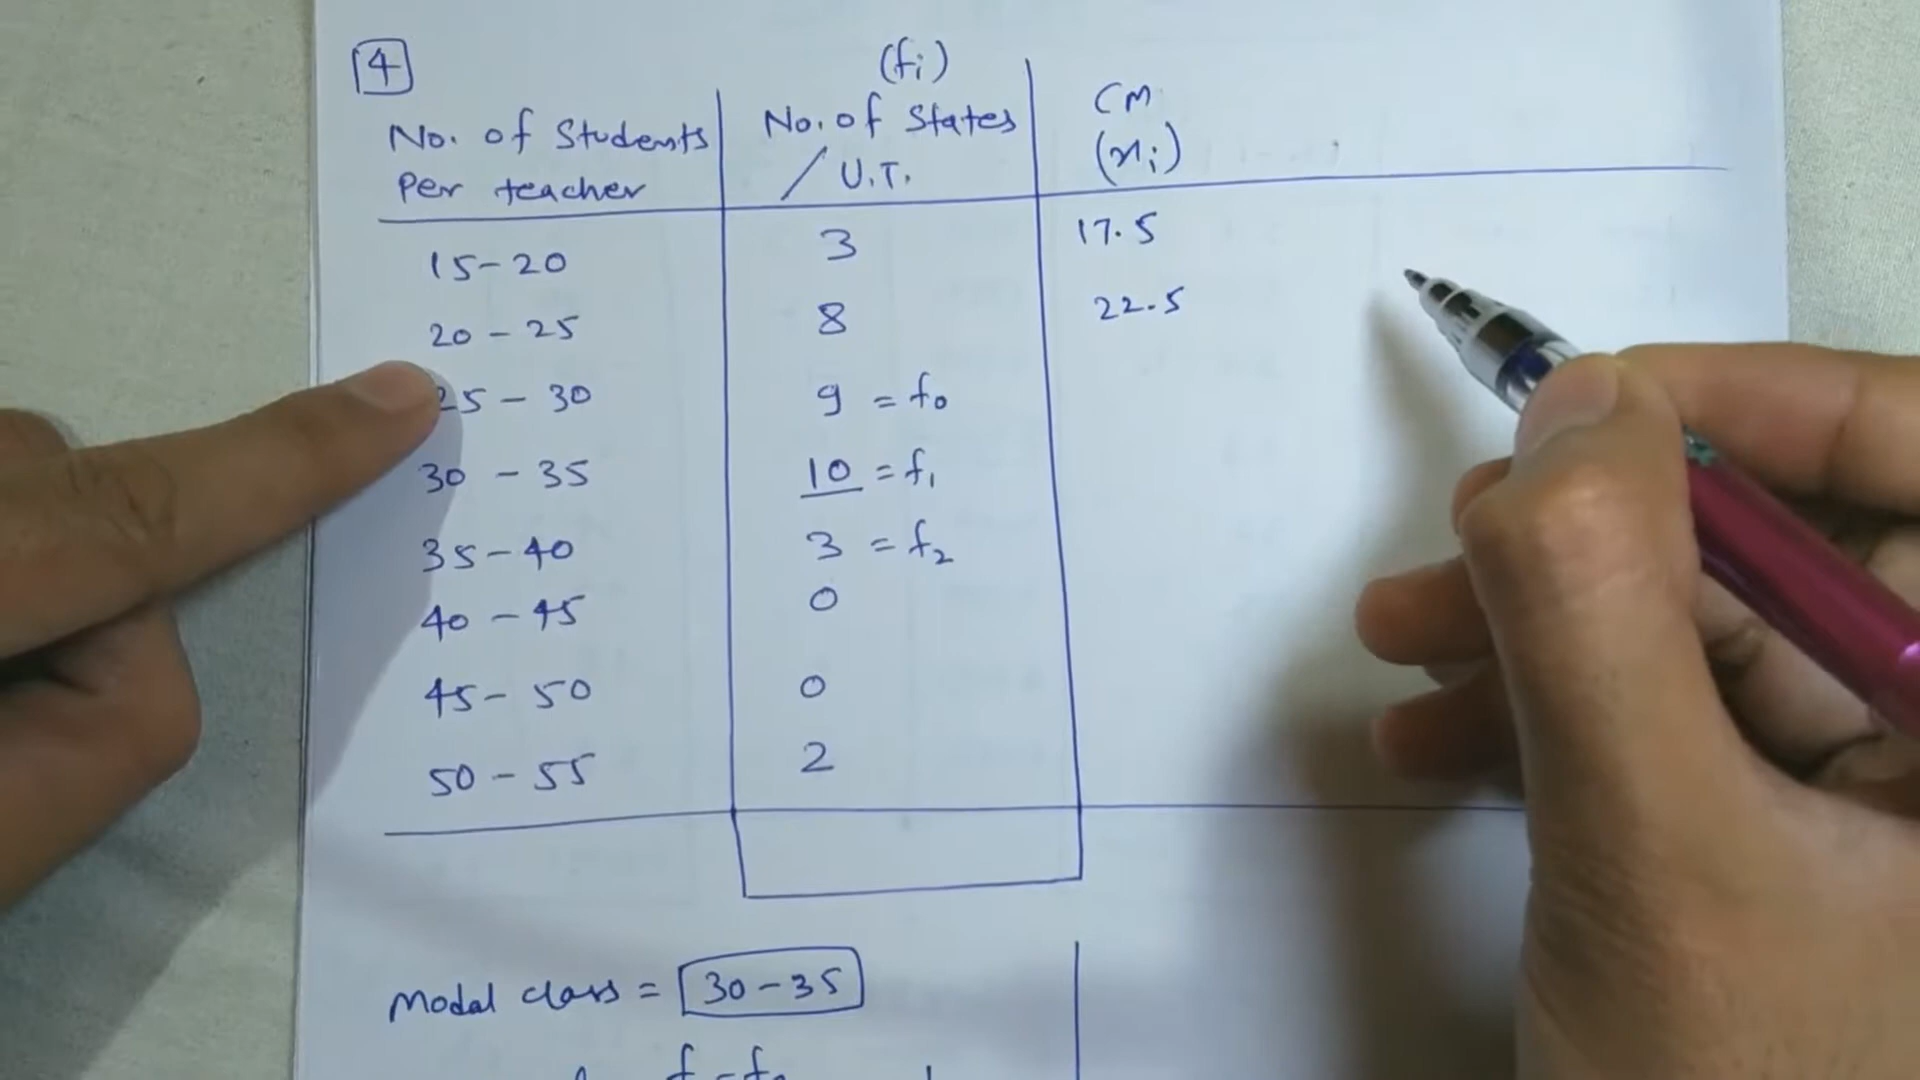 4
No. of Students Per teacher
(fi) No. of States / U.T.
CM (xi)
15-20 3 17.5
20-25 8 22.5
25-30 9 = f0
30-35 10 = f1
35-40 3 = f2
40-45 0
45-50 0
50-55 2
Modal class = 30-35